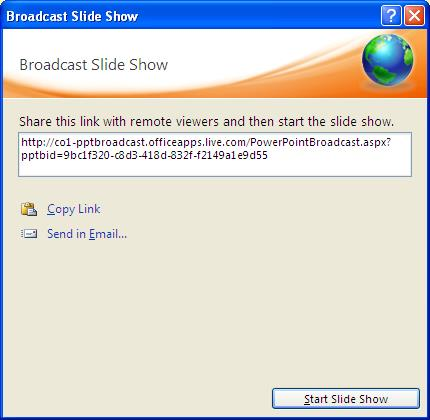 Broadcast Slide Show
Broadcast Slide Show
Share this link with remote viewers and then start the slide show.
http://co1-pptbroadcast.officeapps.live.com/PowerPointBroadcast.aspx?
pptbid=9bc1f320-c8d3-418d-832f-f2149a1e9d55
Copy Link
Send in Email...
Start Slide Show